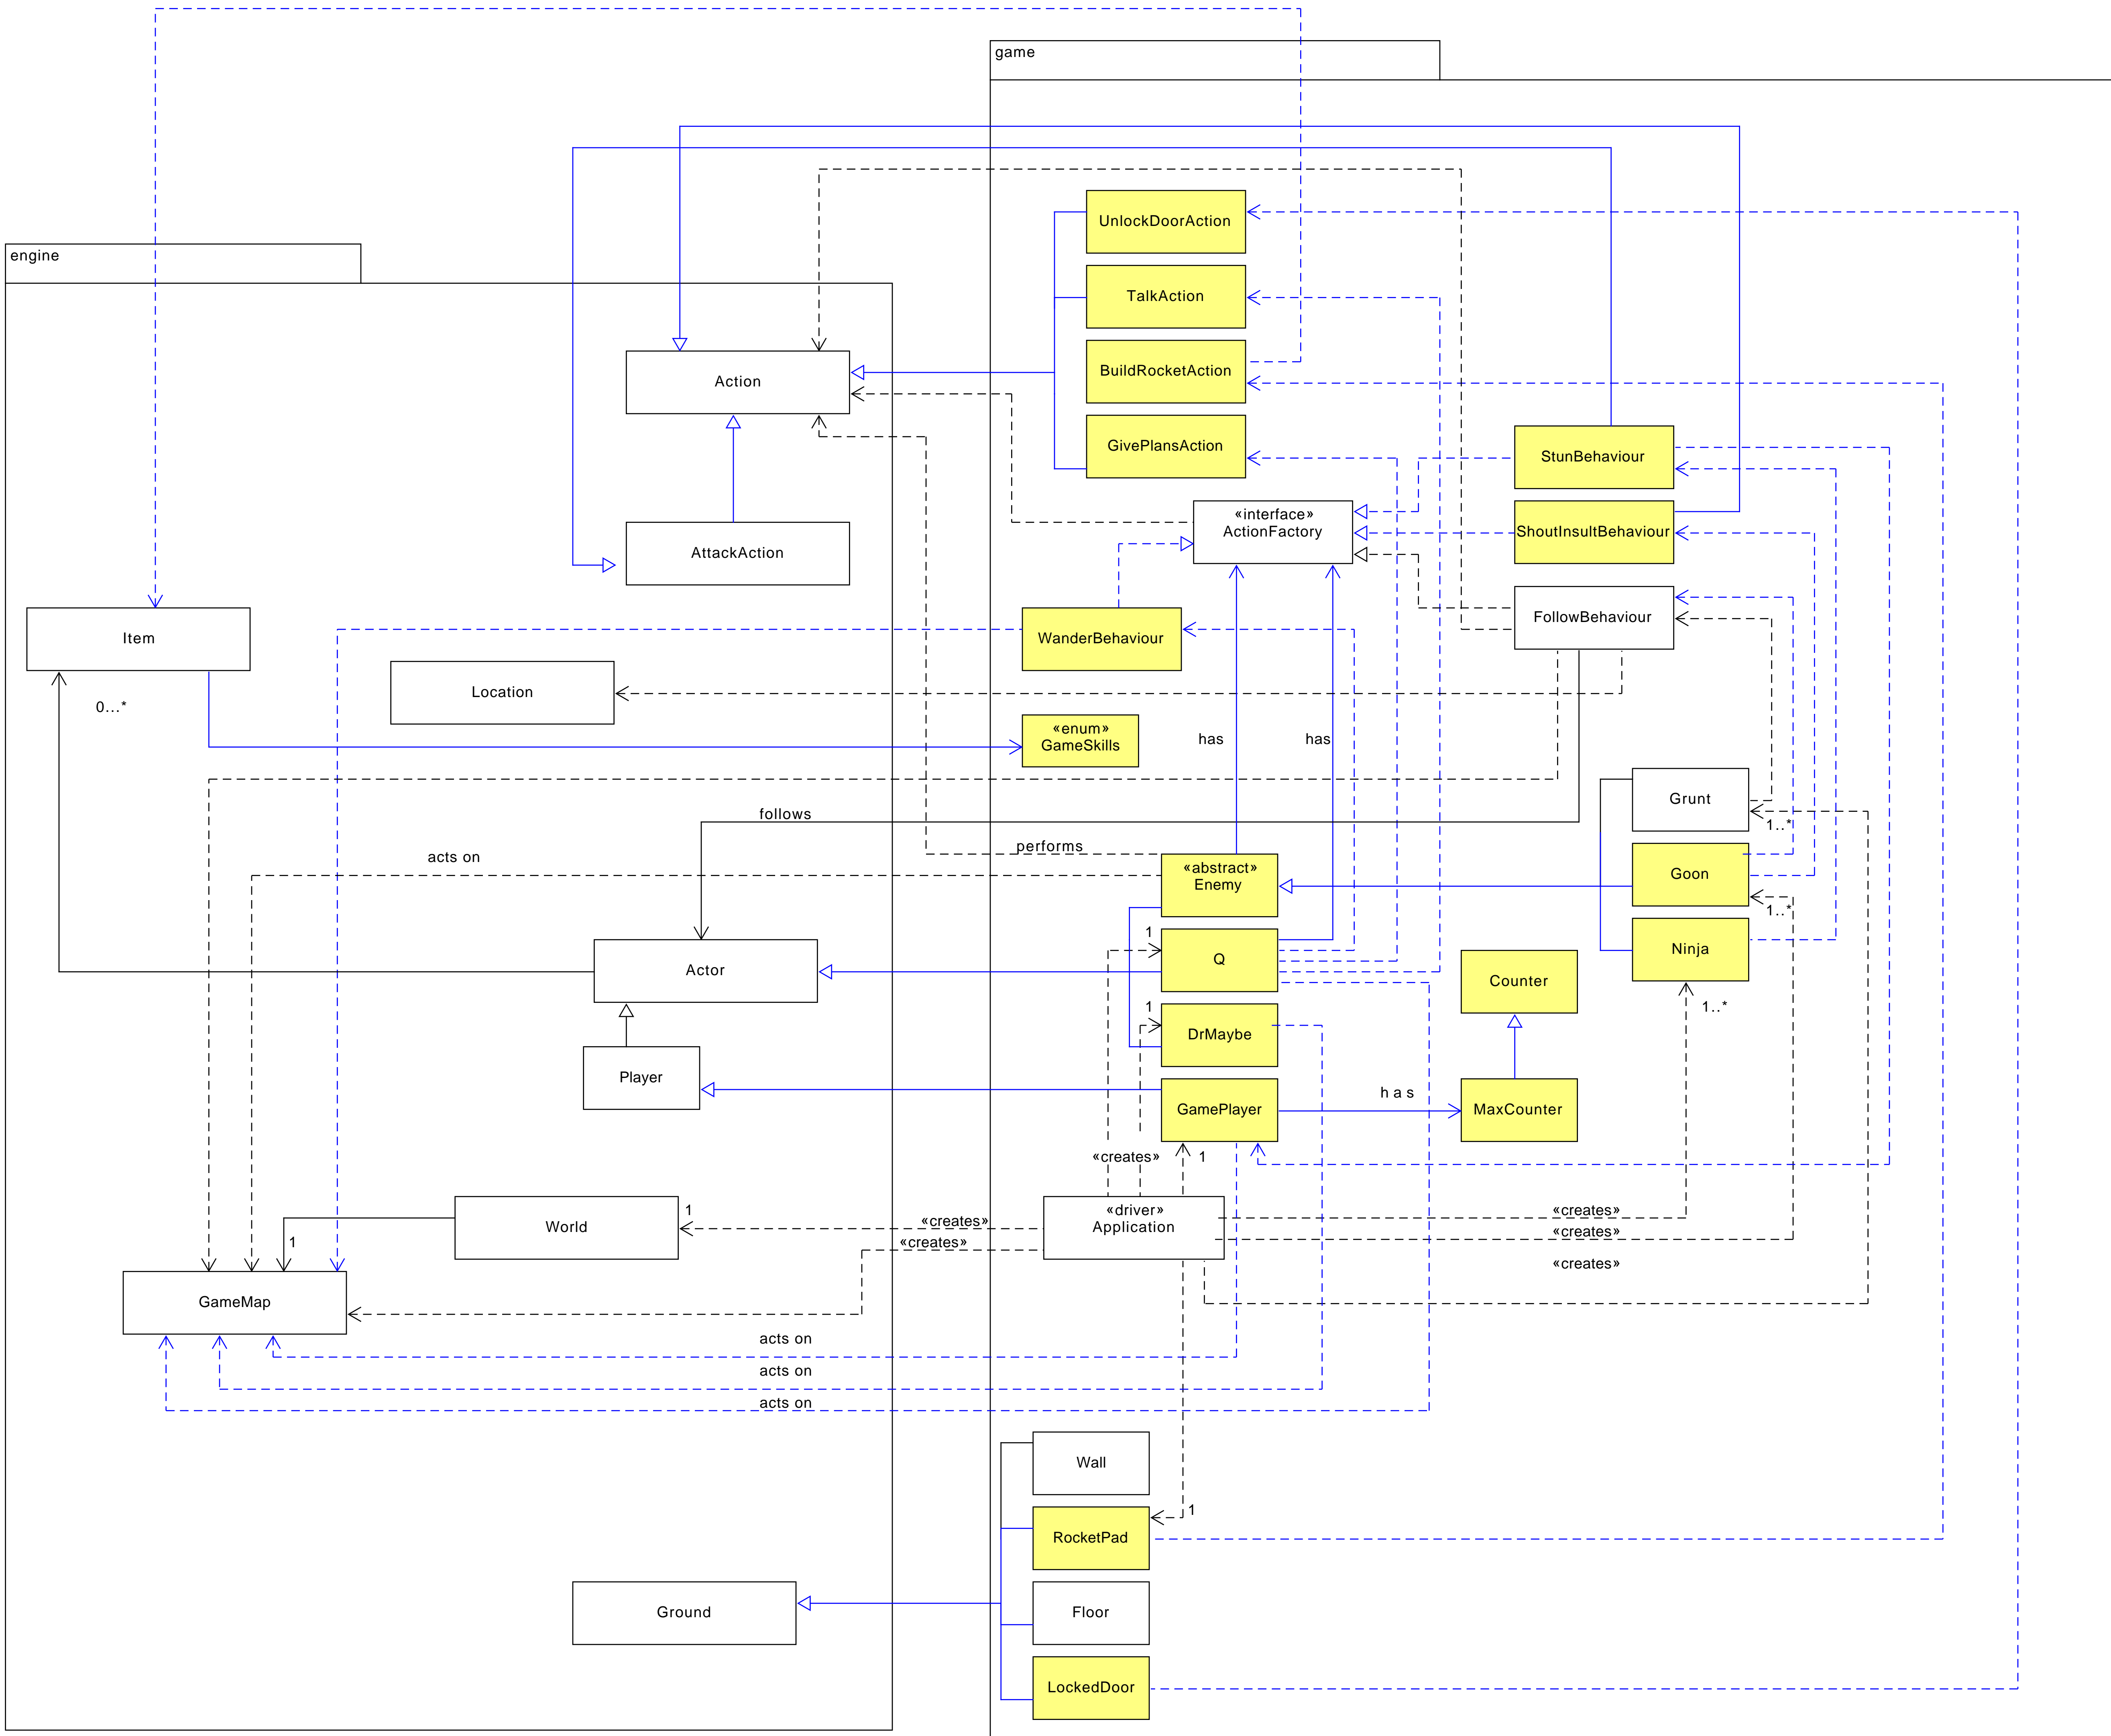 game
UnlockDoorAction
engine
TalkAction
BuildRocketAction
Action
GivePlansAction
StunBehaviour
«interface»
ActionFactory
ShoutInsultBehaviour
AttackAction
FollowBehaviour
Item
WanderBehaviour
Location
0...*
«enum»
GameSkills
has
has
Grunt
follows
1..*
performs
acts on
«abstract»
Enemy
Goon
1..*
1
Ninja
Q
Actor
Counter
1..*
1
DrMaybe
Player
has
GamePlayer
MaxCounter
«creates»
1
1
«driver»
Application
World
«creates»
«creates»
«creates»
«creates»
1
«creates»
GameMap
acts on
acts on
acts on
Wall
1
RocketPad
Ground
Floor
LockedDoor